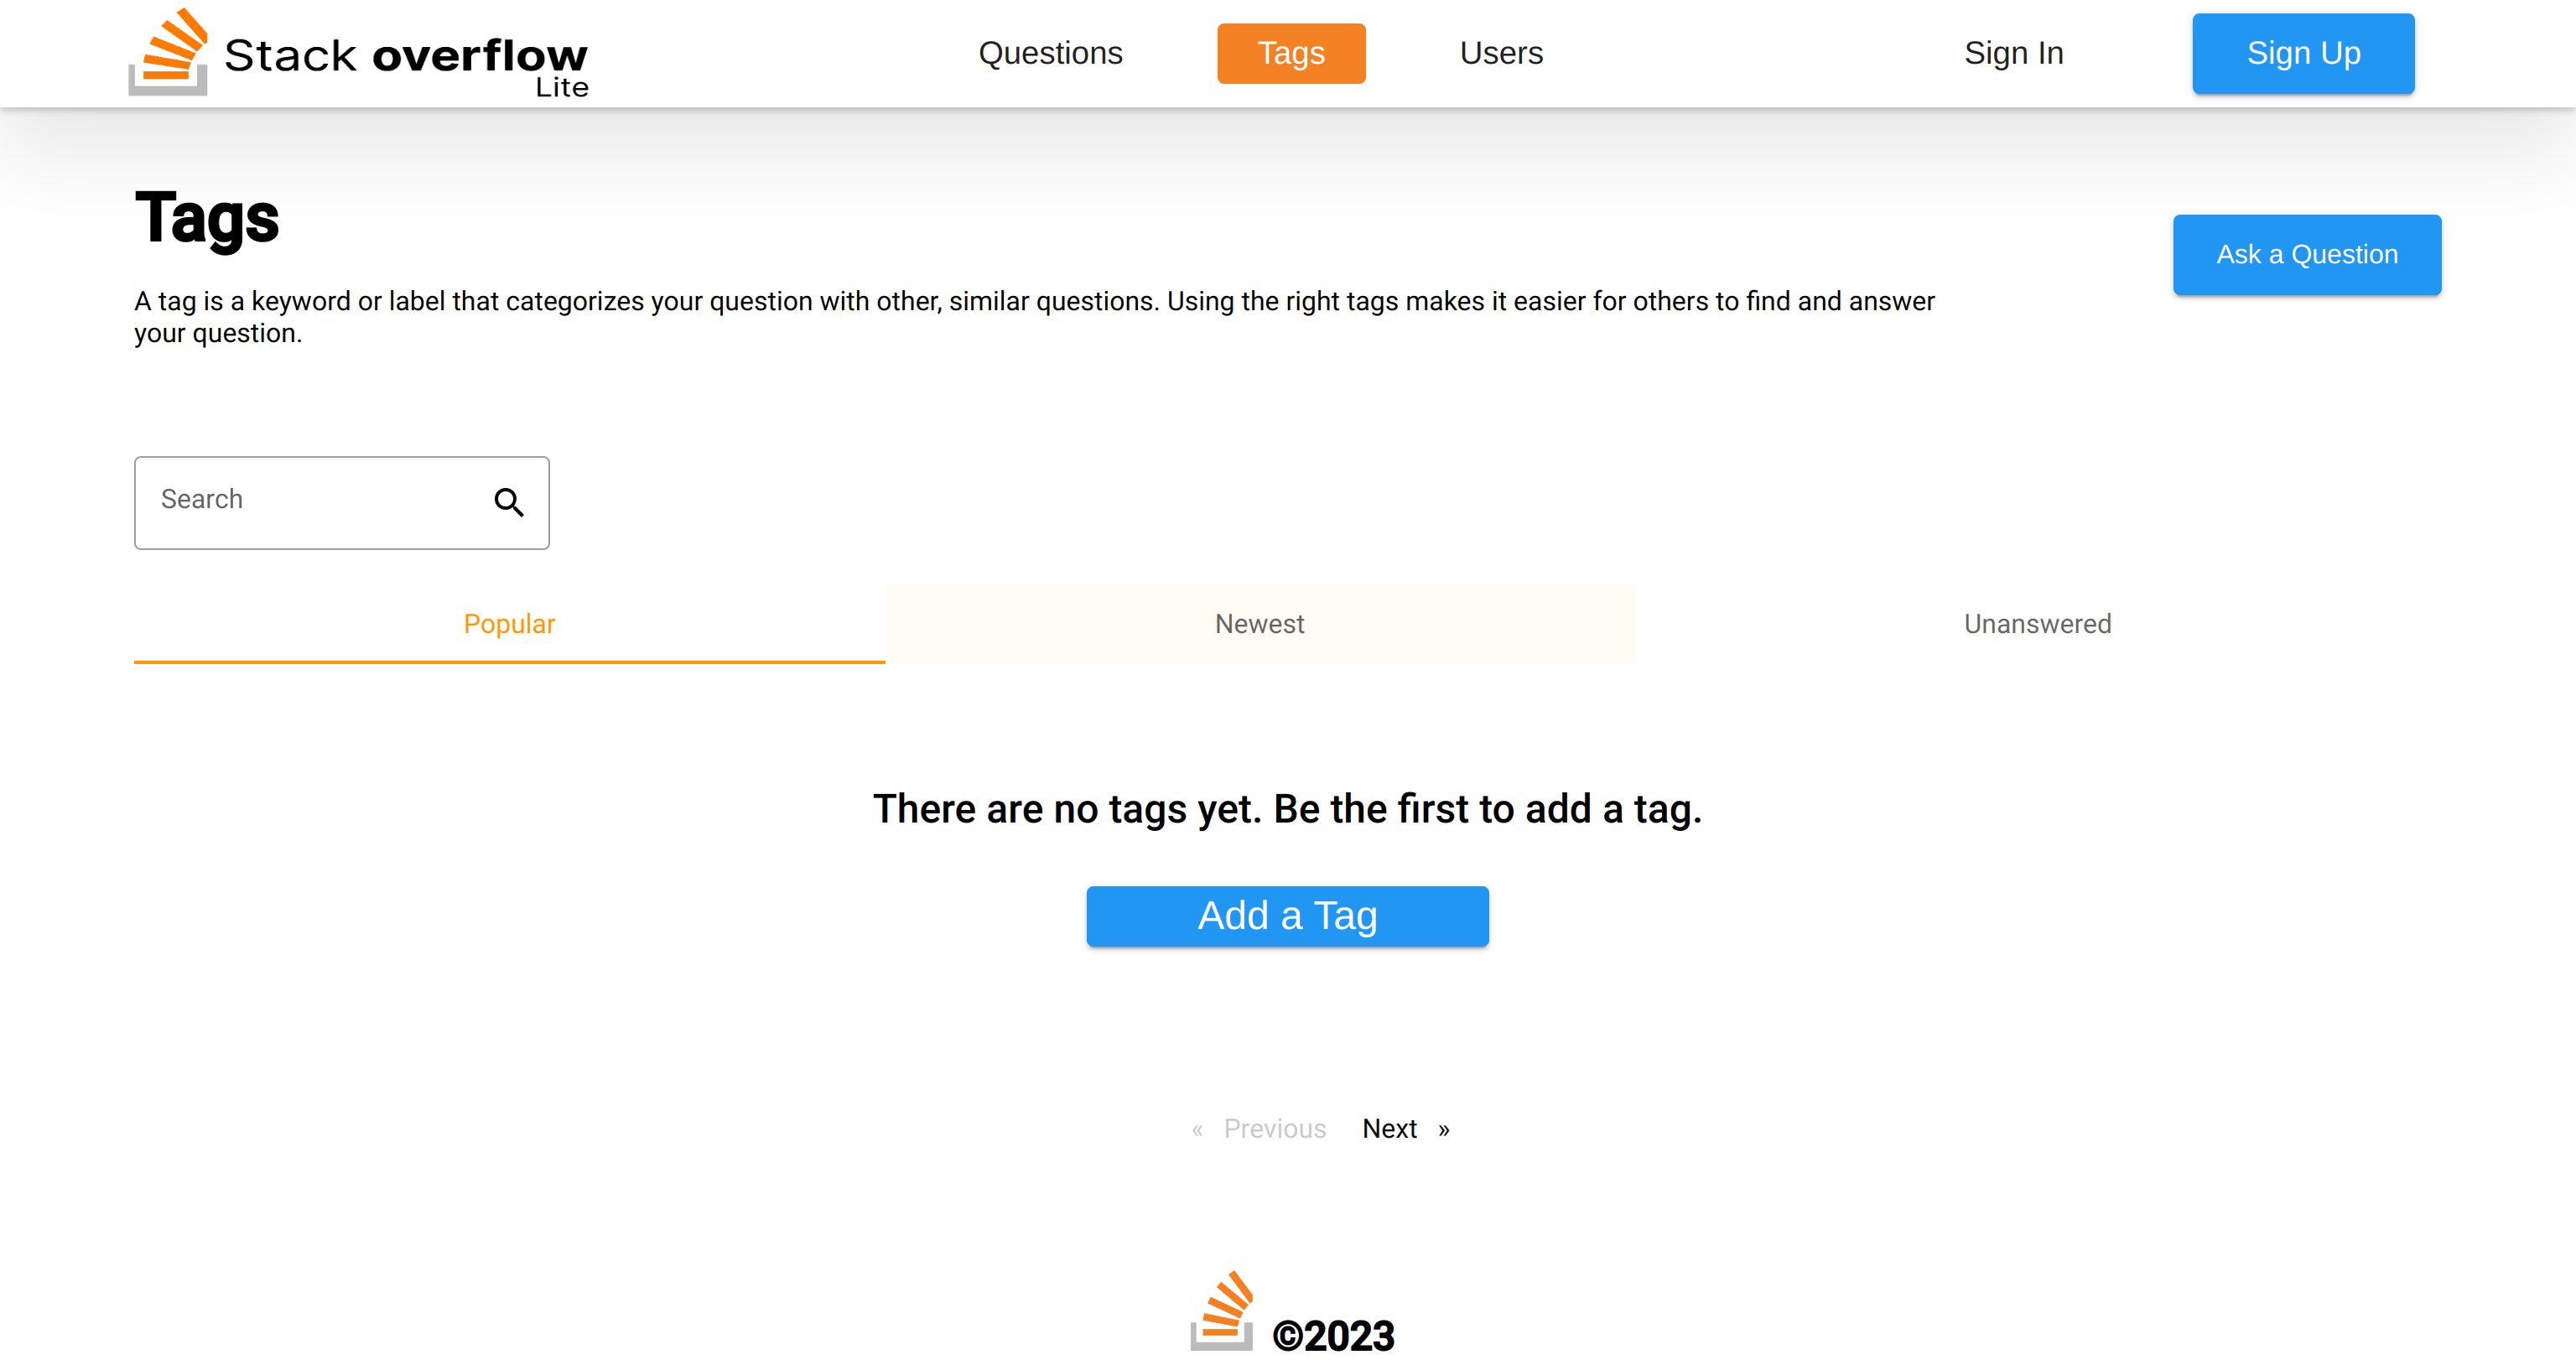 Stack overflow
Lite
Questions
Tags
Users
Sign In
Sign Up
Tags
Ask a Question
A tag is a keyword or label that categorizes your question with other, similar questions. Using the right tags makes it easier for others to find and answer
your question.
Search
Popular
Newest
Unanswered
There are no tags yet. Be the first to add a tag.
Add a Tag
« Previous Next »
©2023